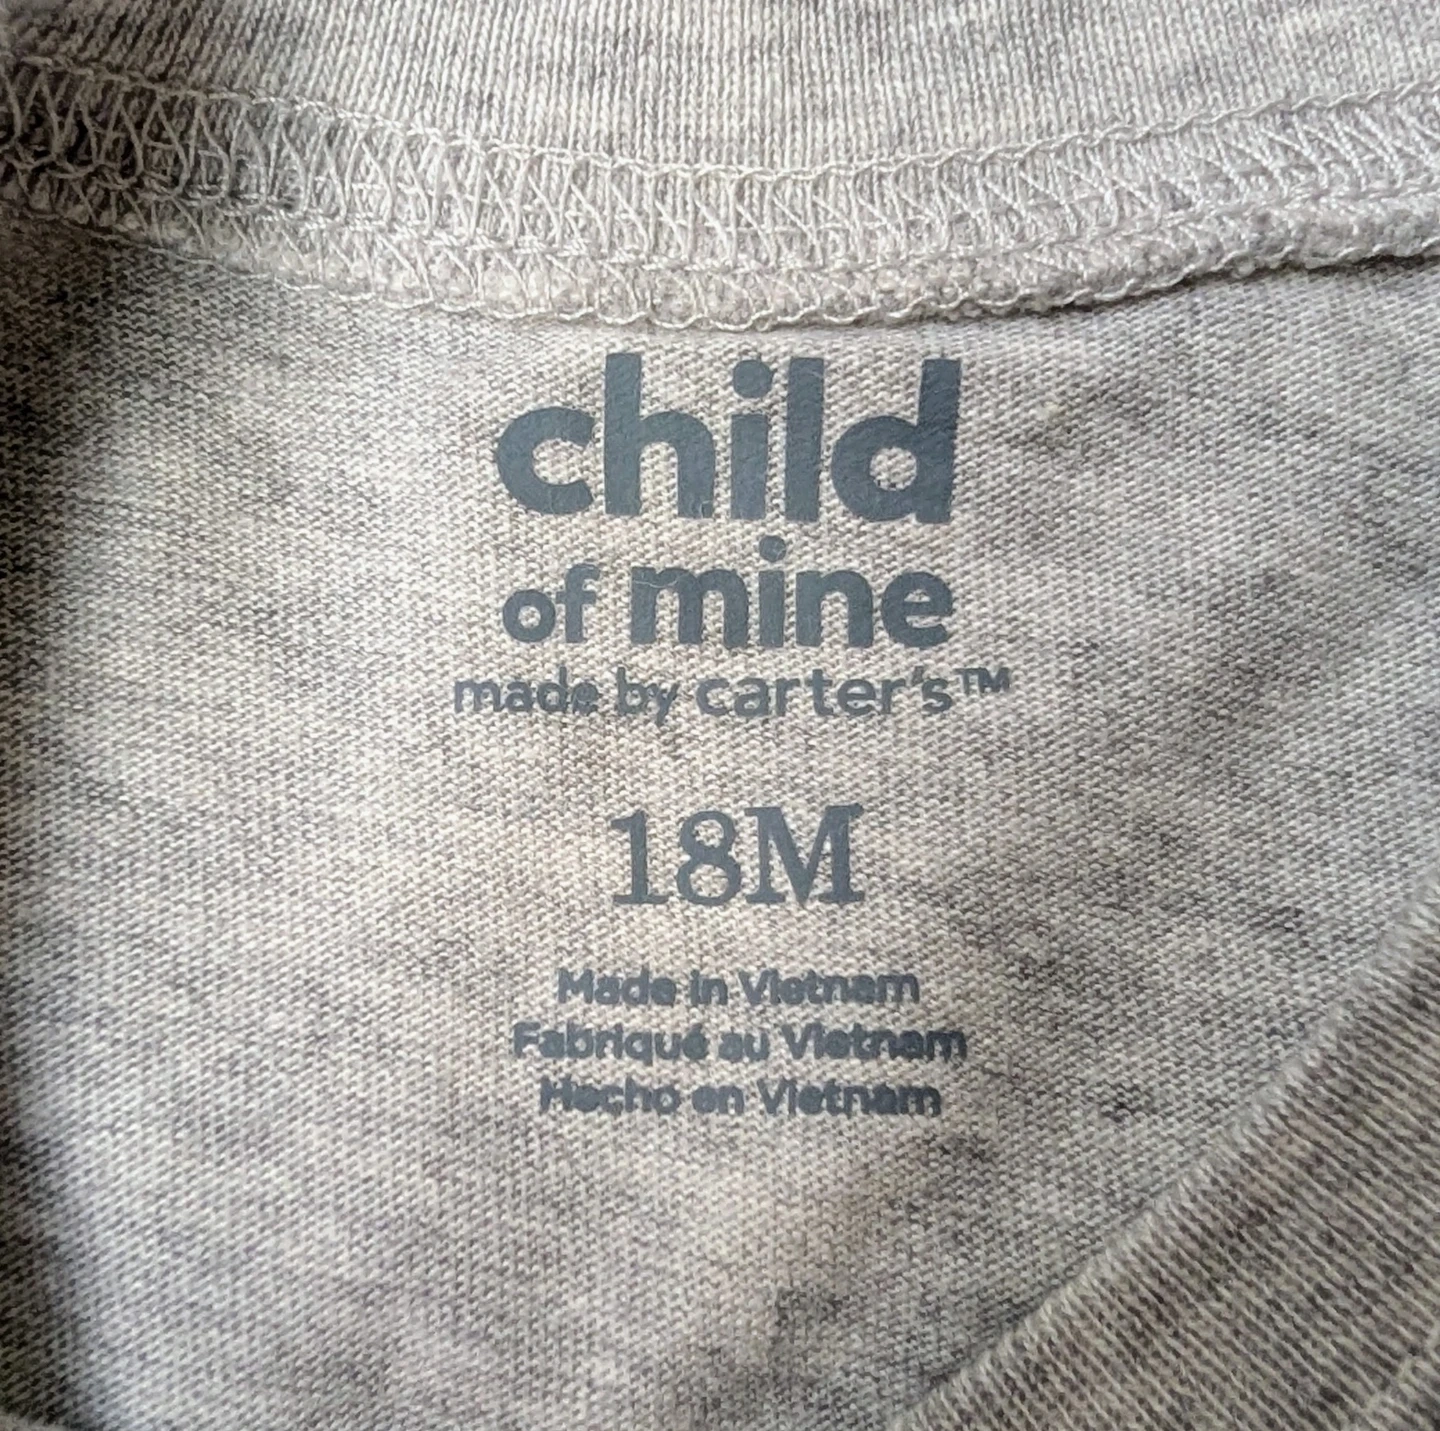 child
of mine
made by carter's™
18M
Made in Vietnam
Fabriqué au Vietnam
Hecho en Vietnam